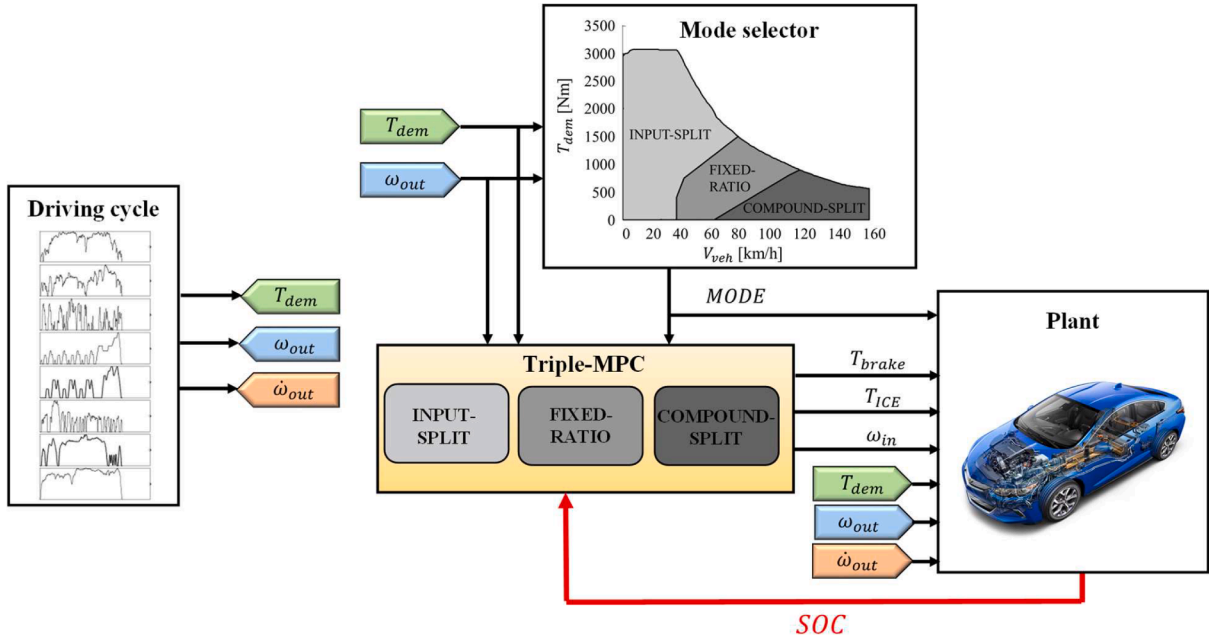 Mode selector
3500
3000
2500
2000
1500
1000
500
0
T_dem [Nm]
INPUT-SPLIT
FIXED-
RATIO
COMPOUND-SPLIT
0 20 40 60 80 100 120 140 160
V_veh [km/h]
T_dem
ω_out
Driving cycle
T_dem
ω_out
ω̇_out
MODE
Triple-MPC
INPUT-
SPLIT
FIXED-
RATIO
COMPOUND-
SPLIT
T_brake
T_ICE
ω_in
T_dem
ω_out
ω̇_out
Plant
SOC